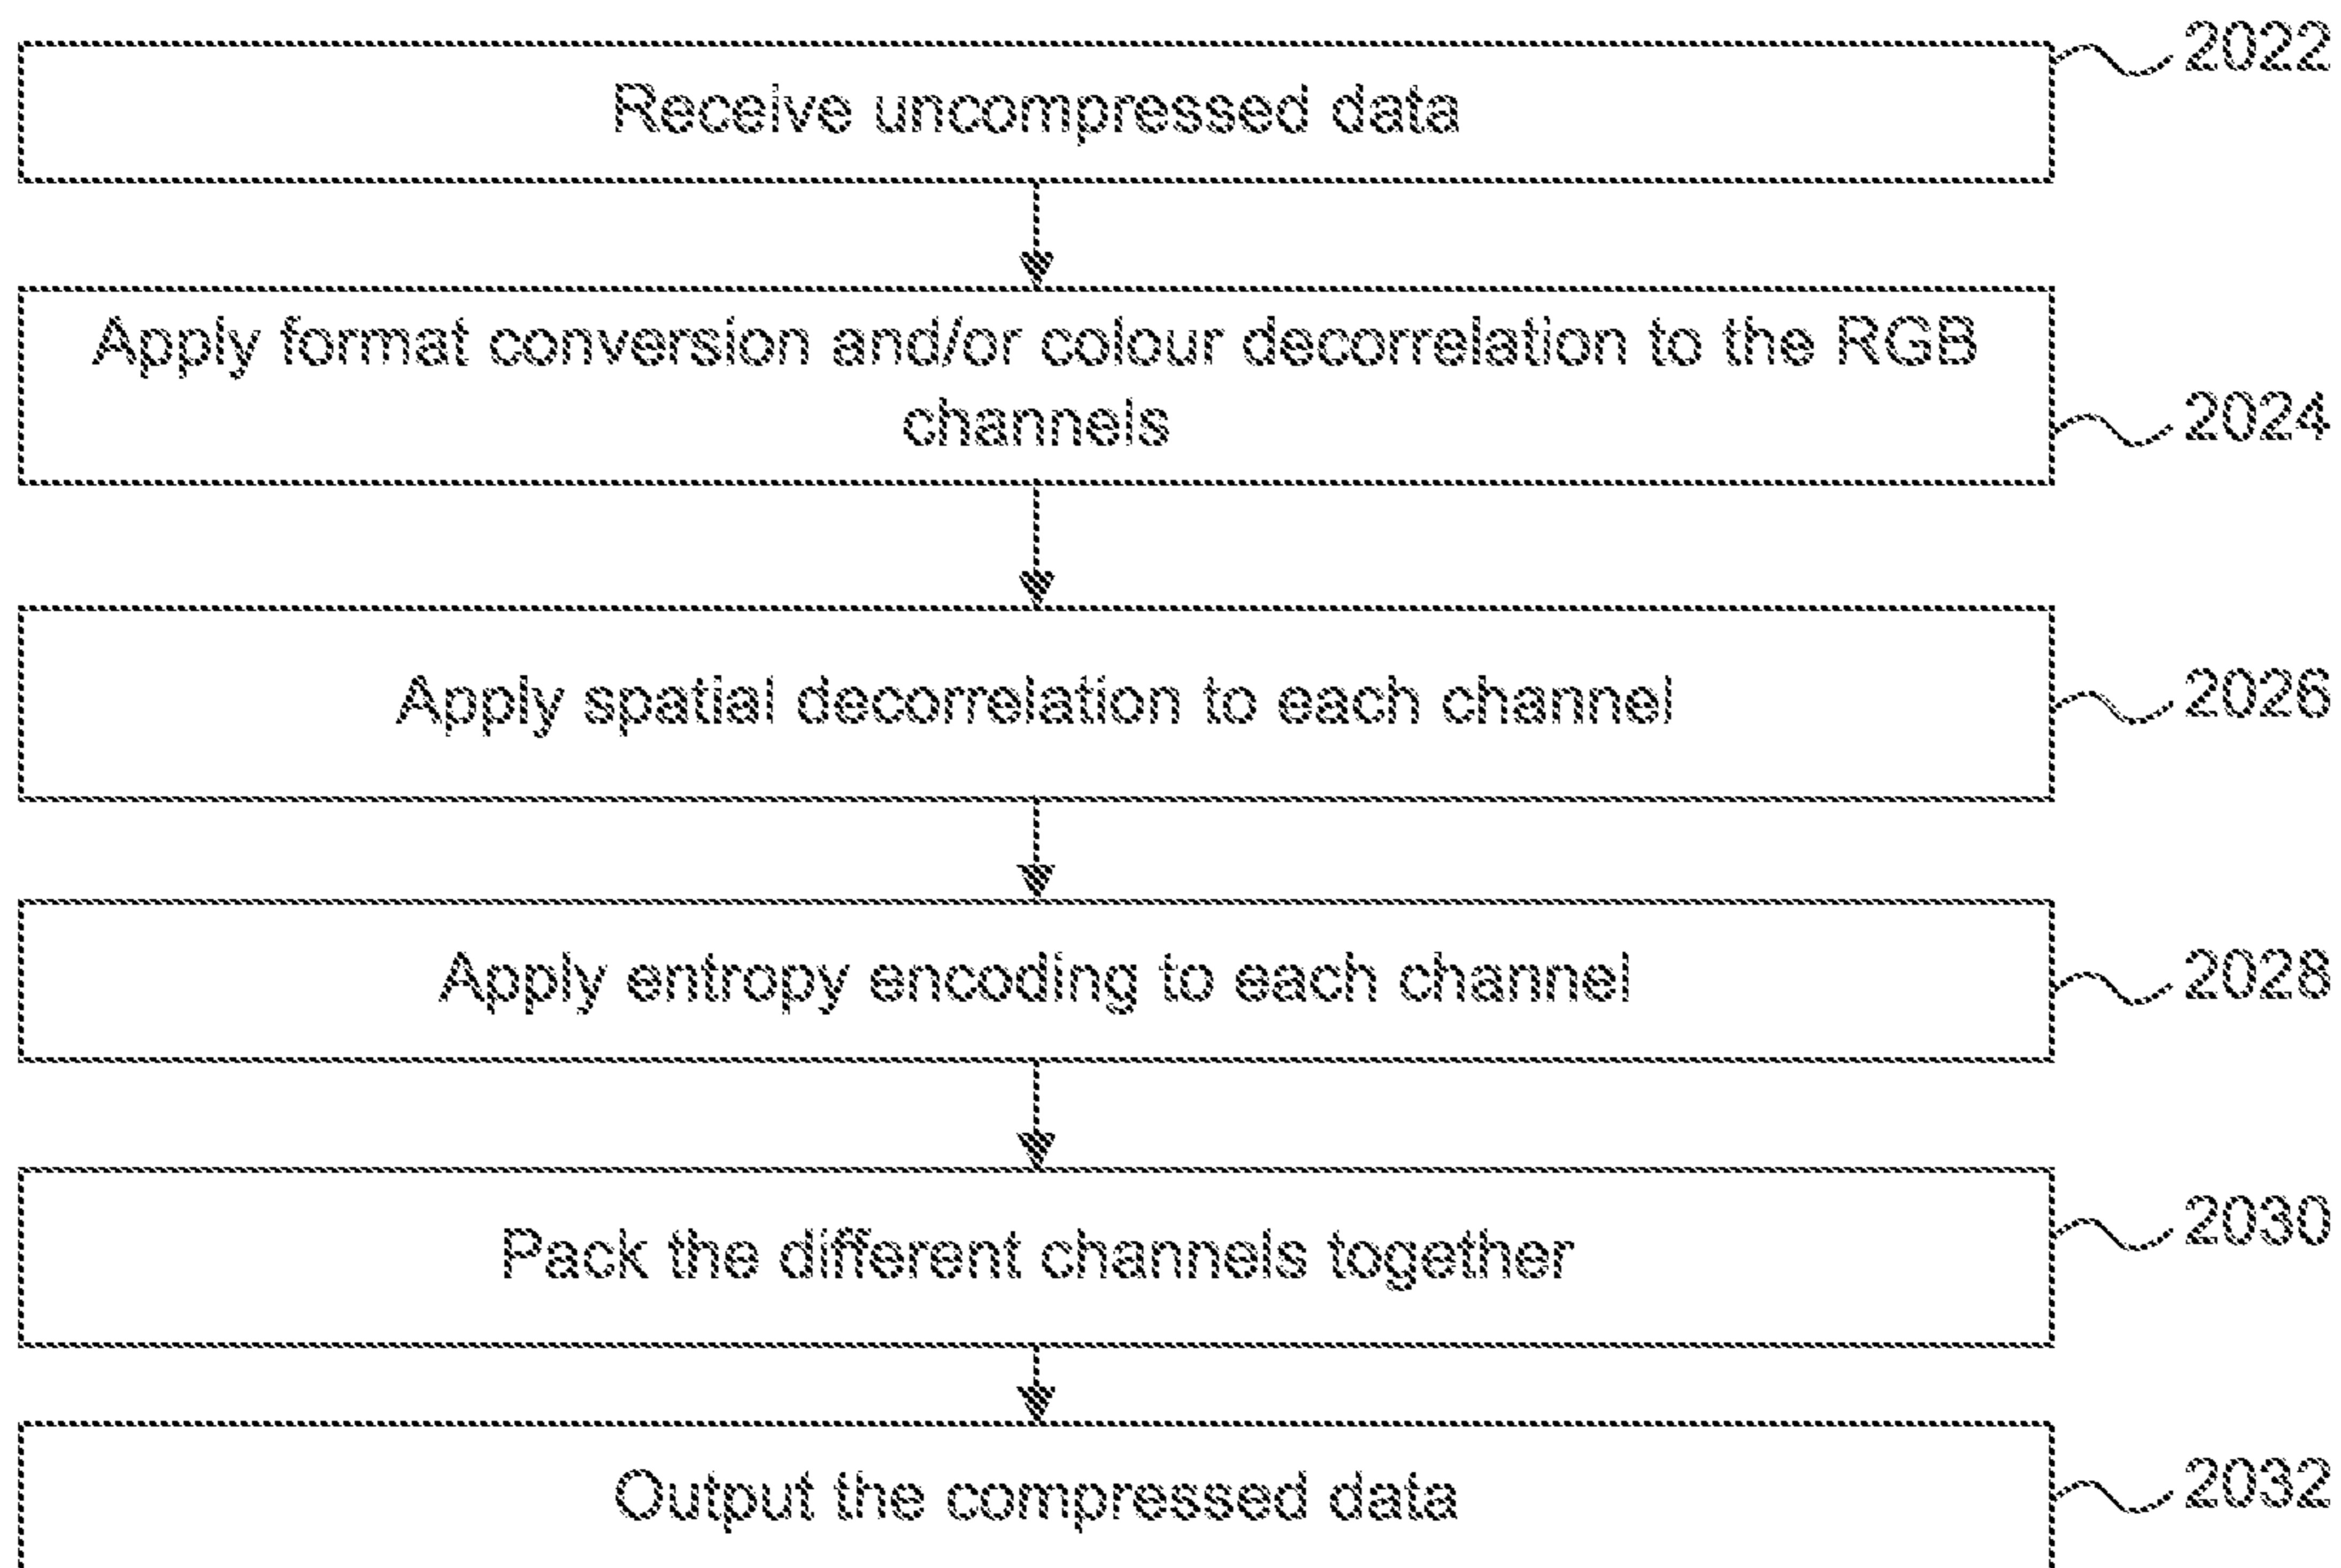 2022
Receive uncompressed data
Apply format conversion and/or colour decorrelation to the RGB
channels
2024
Apply spatial decorrelation to each channel
2026
Apply entropy encoding to each channel
2028
Pack the different channels together
2030
Output the compressed data
2032